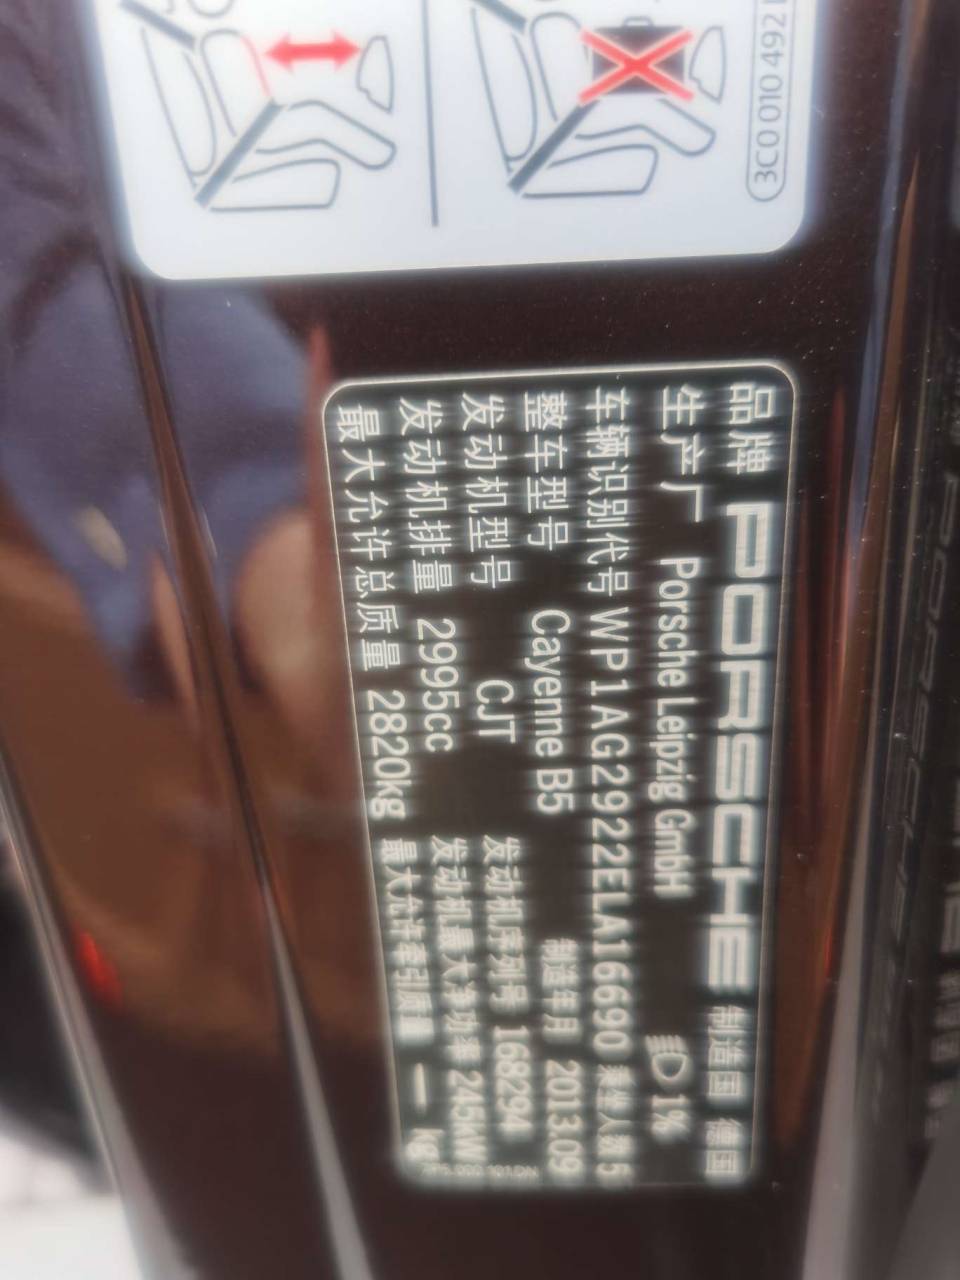 3C0 010 492
品牌 PORSCHE 制造国 德国
生产厂 Porsche Leipzig GmbH 1%
车辆识别代号 WP1AG2922ELA16690 乘坐人数 5
整车型号 Cayenne B5 制造年月 2013.09
发动机型号 CJT 发动机序列号 168294
发动机排量 2995cc 发动机最大净功率 245kW
最大允许总质量 2820kg 最大允许牵引质量 — kg